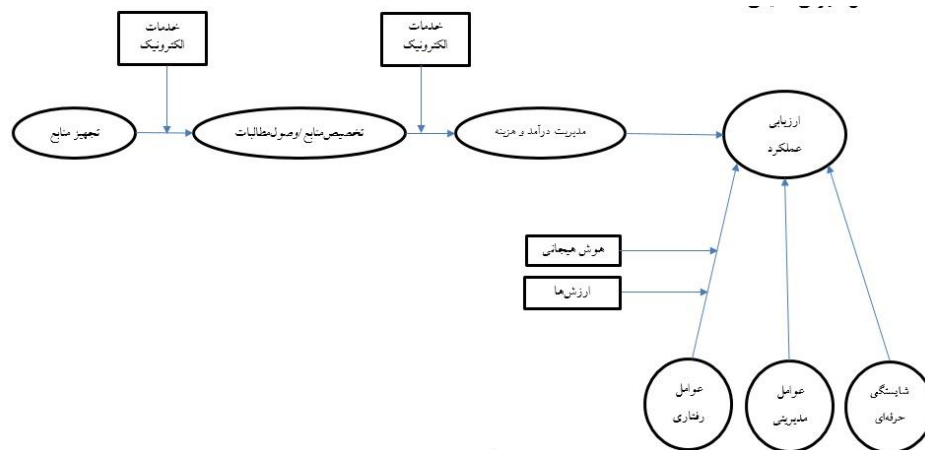 خدمات
الکترونیک
خدمات
الکترونیک
تجهیز منابع
تخصیص‌منابع /وصول‌مطالبات
مدیریت درآمد و هزینه
ارزیابی
عملکرد
هوش هیجانی
ارزش‌ها
عوامل
رفتاری
عوامل
مدیریتی
شایستگی
حرفه‌ای